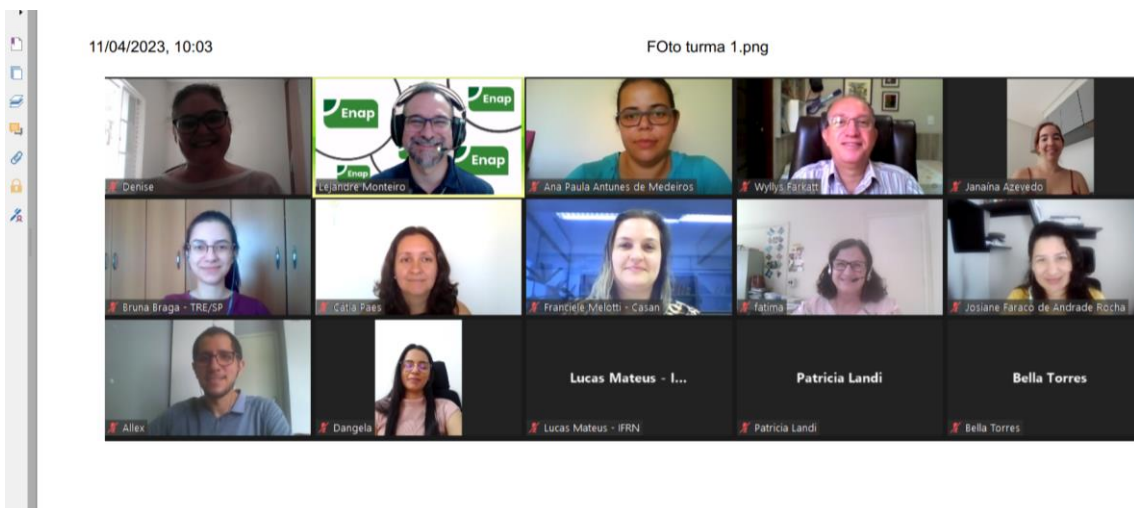 11/04/2023, 10:03
FOto turma 1.png
Enap
Enap
Enap
Enap
Denise
Lejandre Monteiro
Ana Paula Antunes de Medeiros
Wyllys Farkatt
Janaína Azevedo
Bruna Braga - TRE/SP
Catia Paes
Franciele Melotti - Casan
fatima
Josiane Faraco de Andrade Rocha
Lucas Mateus - I...
Patricia Landi
Bella Torres
Allex
Dangela
Lucas Mateus - IFRN
Patricia Landi
Bella Torres